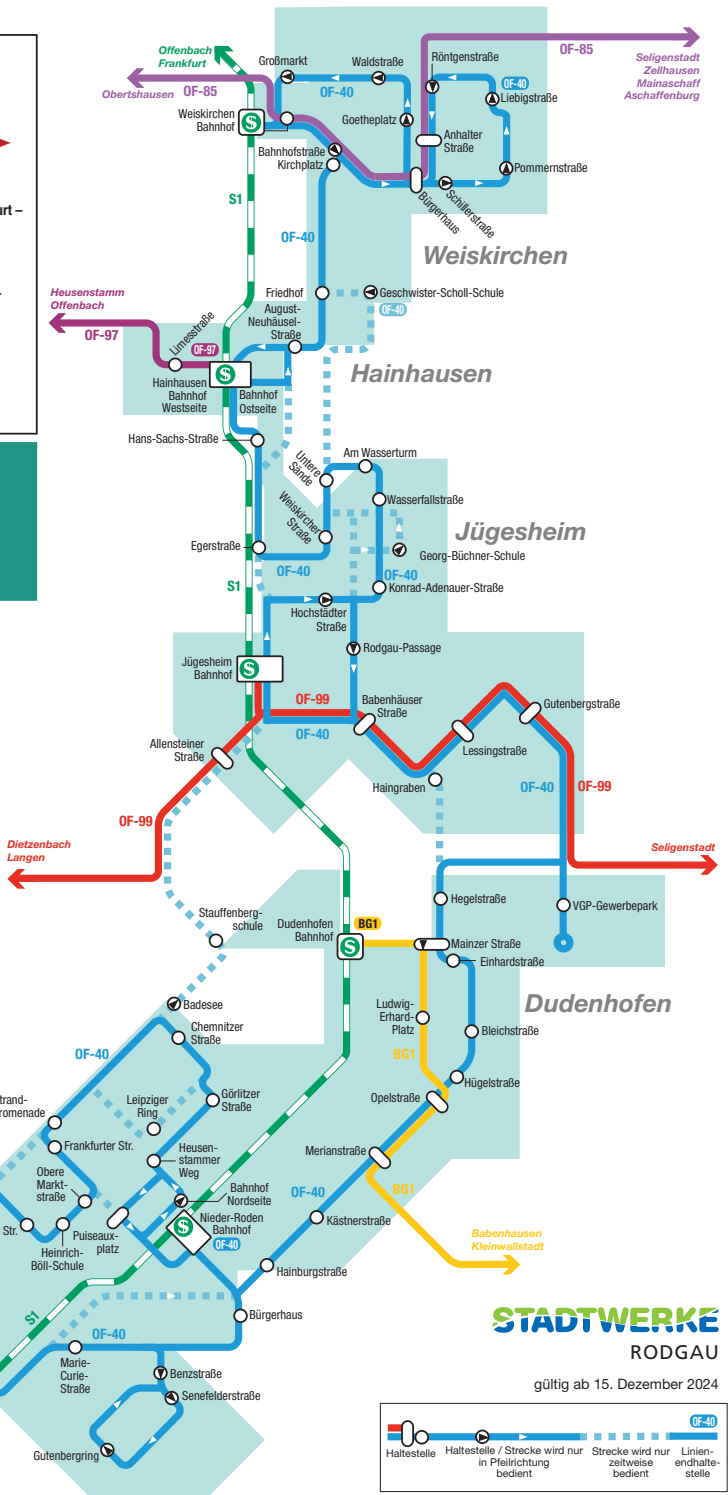 Offenbach
Frankfurt
Obertshausen
OF-85
Großmarkt
Waldstraße
OF-40
Röntgenstraße
OF-85
Seligenstadt
Zellhausen
Mainaschaff
Aschaffenburg
OF-40
Liebigstraße
Weiskirchen
Bahnhof
Goetheplatz
Anhalter
Straße
Bahnhofstraße
Kirchplatz
Pommernstraße
Bürgerhaus
Schillerstraße
S1
urt –
OF-40
Weiskirchen
Heusenstamm
Offenbach
OF-97
Limesstraße
OF-97
Friedhof
Geschwister-Scholl-Schule
OF-40
August-
Neuhäusel-
Straße
Hainhausen
Bahnhof
Westseite
Bahnhof
Ostseite
Hainhausen
Hans-Sachs-Straße
Untere
Sände
Am Wasserturm
Weiskircher
Straße
Wasserfallstraße
Jügesheim
Egerstraße
OF-40
Georg-Büchner-Schule
OF-40
Konrad-Adenauer-Straße
S1
Hochstädter
Straße
Rodgau-Passage
Jügesheim
Bahnhof
OF-99
OF-40
Babenhäuser
Straße
Gutenbergstraße
Lessingstraße
Allensteiner
Straße
Haingraben
OF-40
OF-99
OF-99
Dietzenbach
Langen
Seligenstadt
Hegelstraße
VGP-Gewerbepark
Stauffenberg-
schule
Dudenhofen
Bahnhof
BG1
Mainzer Straße
Einhardstraße
Dudenhofen
Badesee
Ludwig-
Erhard-
Platz
Bleichstraße
Chemnitzer
Straße
OF-40
BG1
Hügelstraße
Opelstraße
trand-
romenade
Leipziger
Ring
Görlitzer
Straße
Frankfurter Str.
Heusen-
stammer
Weg
Merianstraße
Obere
Markt-
straße
Bahnhof
Nordseite
OF-40
BG1
Str.
Heinrich-
Böll-Schule
Puiseaux-
platz
Nieder-Roden
Bahnhof
OF-40
Kästnerstraße
Babenhausen
Kleinwallstadt
Hainburgstraße
S1
Bürgerhaus
OF-40
Marie-
Curie-
Straße
Benzstraße
Senefelderstraße
Gutenbergring
STADTWERKE
RODGAU
gültig ab 15. Dezember 2024
OF-40
Haltestelle
Haltestelle / Strecke wird nur
in Pfeilrichtung
bedient
Strecke wird nur
zeitweise
bedient
Linien-
endhalte-
stelle